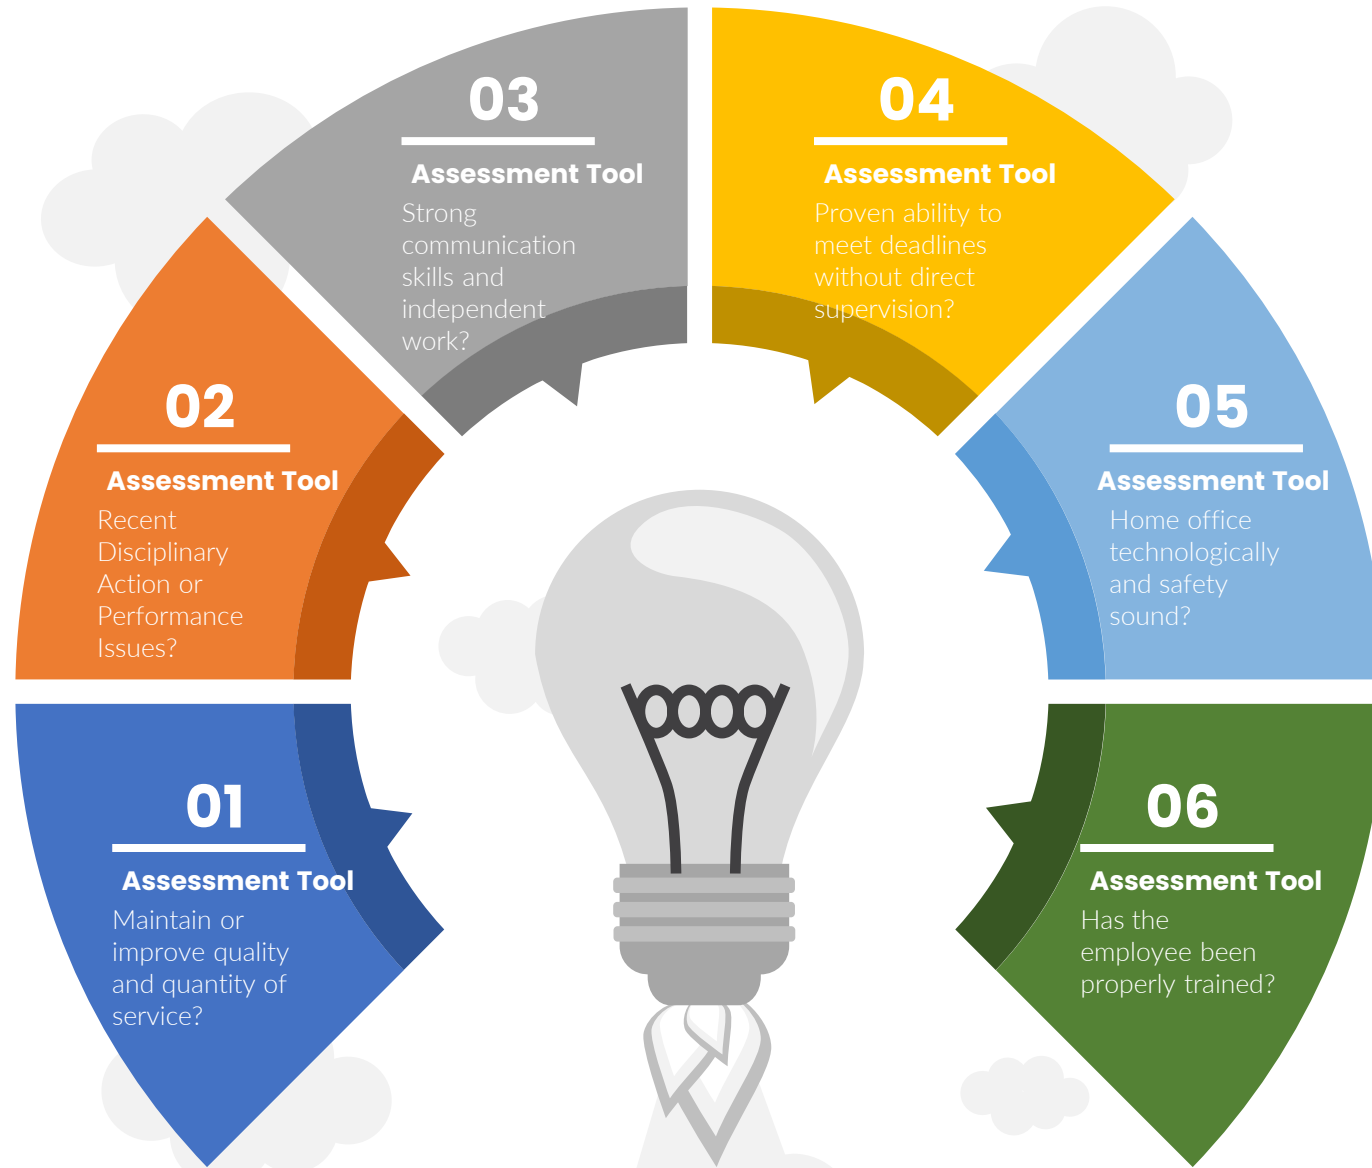 01
Assessment Tool
Maintain or
improve quality
and quantity of
service?
02
Assessment Tool
Recent
Disciplinary
Action or
Performance
Issues?
03
Assessment Tool
Strong
communication
skills and
independent
work?
04
Assessment Tool
Proven ability to
meet deadlines
without direct
supervision?
05
Assessment Tool
Home office
technologically
and safety
sound?
06
Assessment Tool
Has the
employee been
properly trained?